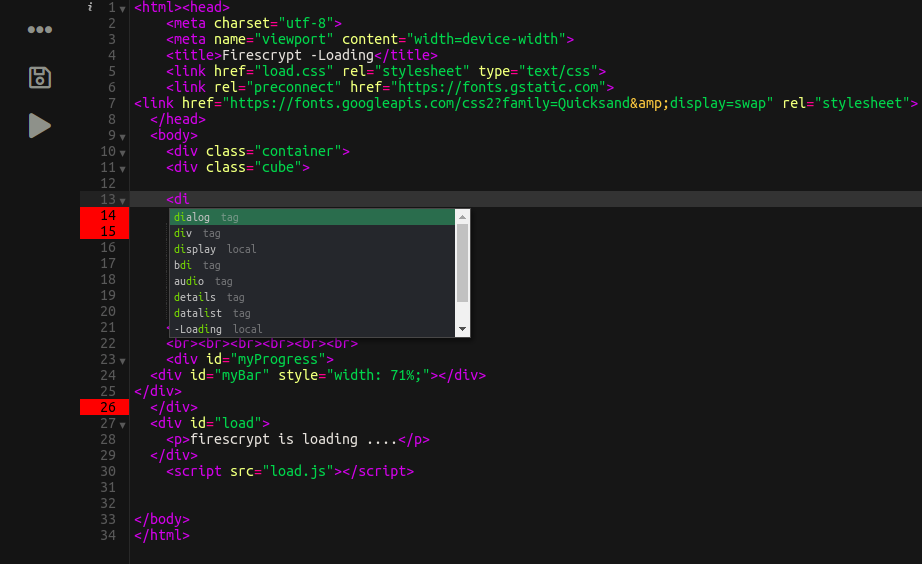 i 1 <html><head>
2 <meta charset="utf-8">
3 <meta name="viewport" content="width=device-width">
4 <title>Firescrypt -Loading</title>
5 <link href="load.css" rel="stylesheet" type="text/css">
6 <link rel="preconnect" href="https://fonts.gstatic.com">
7 <link href="https://fonts.googleapis.com/css2?family=Quicksand&amp;display=swap" rel="stylesheet">
8 </head>
9 <body>
10 <div class="container">
11 <div class="cube">
12
13 <di
14 dialog tag
15 div tag
16 display local
17 bdi tag
18 audio tag
19 details tag
20 datalist tag
21 < -Loading local
22 <br><br><br><br><br><br>
23 <div id="myProgress">
24 <div id="myBar" style="width: 71%;"></div>
25 </div>
26 </div>
27 <div id="load">
28 <p>firescrypt is loading ....</p>
29 </div>
30 <script src="load.js"></script>
31
32
33 </body>
34 </html>